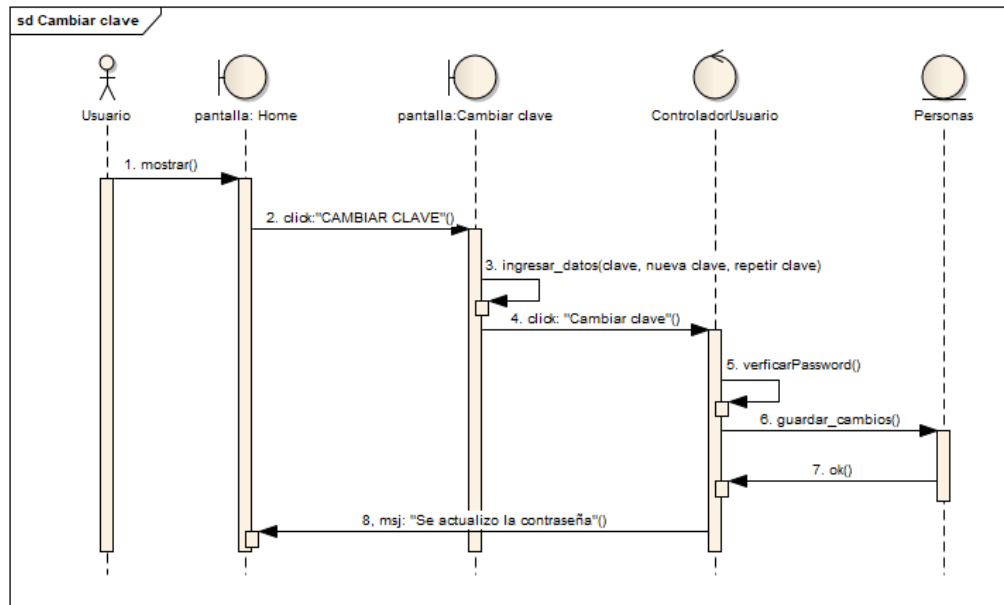 sd Cambiar clave
Usuario
pantalla: Home
pantalla:Cambiar clave
ControladorUsuario
Personas
1. mostrar()
2. click:"CAMBIAR CLAVE"()
3. ingresar_datos(clave, nueva clave, repetir clave)
4. click: "Cambiar clave"()
5. verficarPassword()
6. guardar_cambios()
7. ok()
8, msj: "Se actualizo la contraseña"()